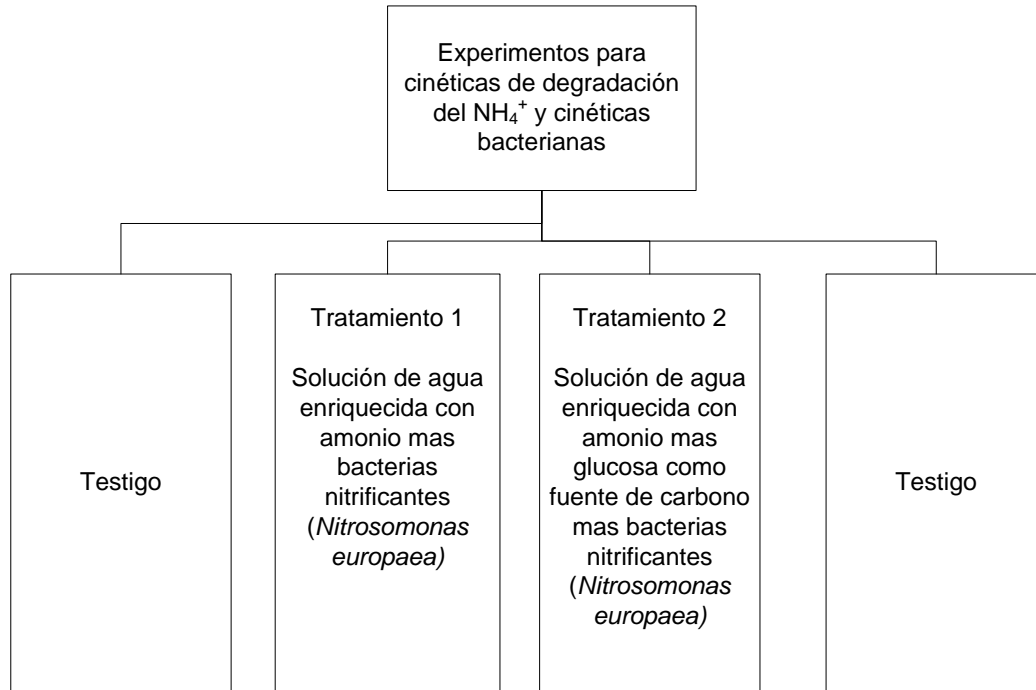 Experimentos para
cinéticas de degradación
del NH₄⁺ y cinéticas
bacterianas
Testigo
Tratamiento 1
Solución de agua
enriquecida con
amonio mas
bacterias
nitrificantes
(Nitrosomonas
europaea)
Tratamiento 2
Solución de agua
enriquecida con
amonio mas
glucosa como
fuente de carbono
mas bacterias
nitrificantes
(Nitrosomonas
europaea)
Testigo